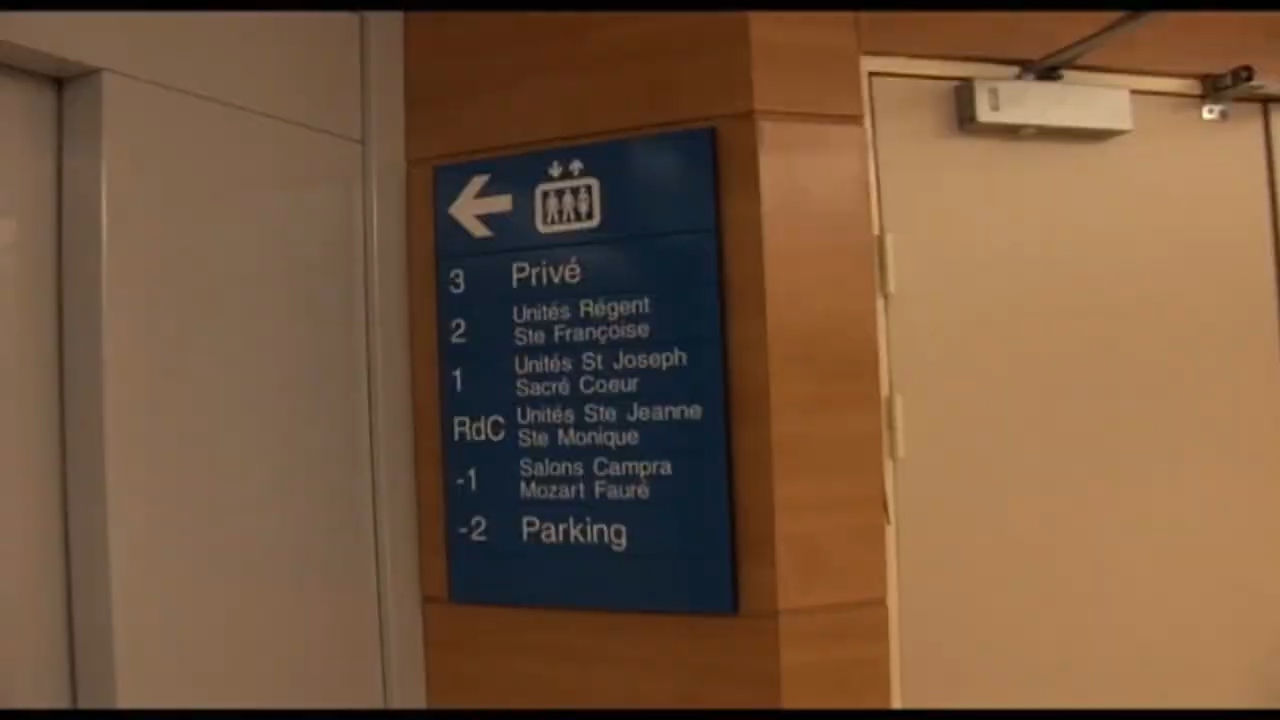 3 Privé
2 Unités Régent
Ste Françoise
1 Unités St Joseph
Sacré Coeur
RdC Unités Ste Jeanne
Ste Monique
-1 Salons Campra
Mozart Fauré
-2 Parking